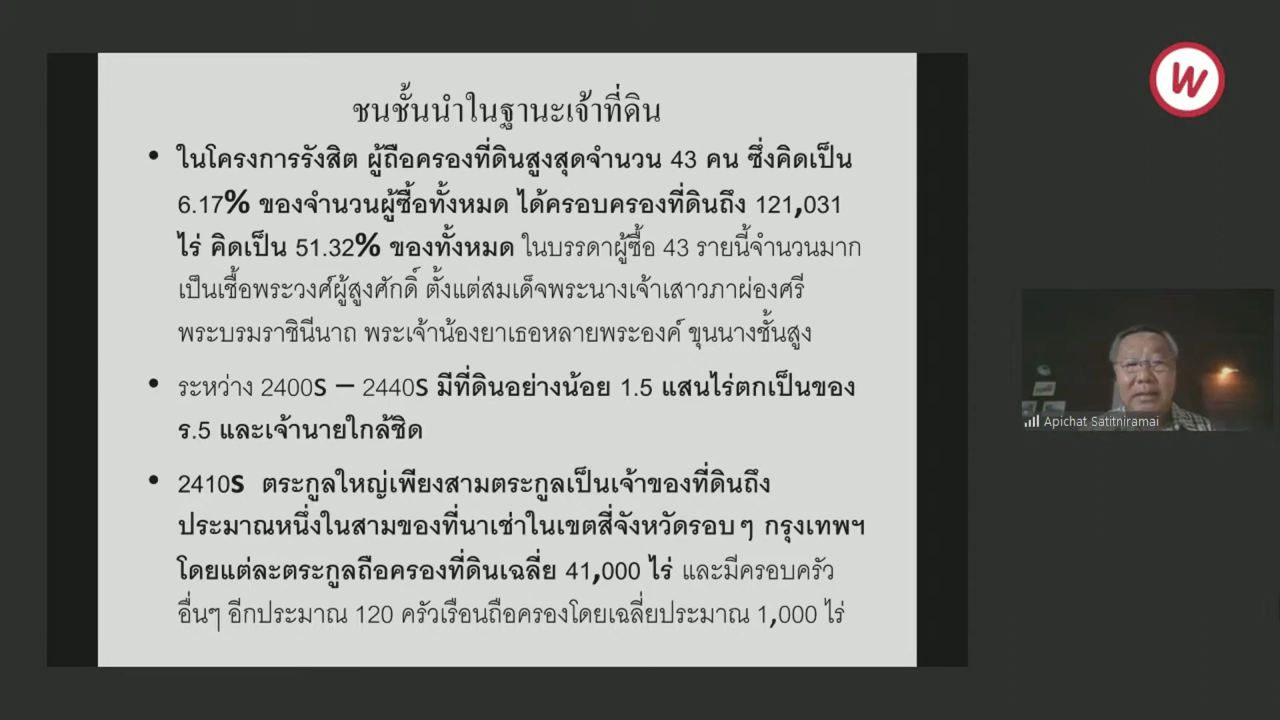 ชนชั้นนำในฐานะเจ้าที่ดิน
• ในโครงการรังสิต ผู้ถือครองที่ดินสูงสุดจำนวน 43 คน ซึ่งคิดเป็น
6.17% ของจำนวนผู้ซื้อทั้งหมด ได้ครอบครองที่ดินถึง 121,031
ไร่ คิดเป็น 51.32% ของทั้งหมด ในบรรดาผู้ซื้อ 43 รายนี้จำนวนมาก
เป็นเชื้อพระวงศ์ผู้สูงศักดิ์ ตั้งแต่สมเด็จพระนางเจ้าเสาวภาผ่องศรี
พระบรมราชินีนาถ พระเจ้าน้องยาเธอหลายพระองค์ ขุนนางชั้นสูง
• ระหว่าง 2400S – 2440S มีที่ดินอย่างน้อย 1.5 แสนไร่ตกเป็นของ
ร.5 และเจ้านายใกล้ชิด
• 2410S ตระกูลใหญ่เพียงสามตระกูลเป็นเจ้าของที่ดินถึง
ประมาณหนึ่งในสามของที่นาเช่าในเขตสี่จังหวัดรอบๆ กรุงเทพฯ
โดยแต่ละตระกูลถือครองที่ดินเฉลี่ย 41,000 ไร่ และมีครอบครัว
อื่นๆ อีกประมาณ 120 ครัวเรือนถือครองโดยเฉลี่ยประมาณ 1,000 ไร่
W
Apichat Satitniramai